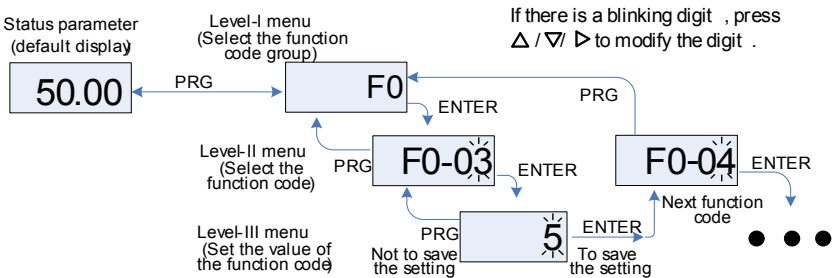 Status parameter
(default display)
50.00
PRG
Level-I menu
(Select the function
code group)
F0
ENTER
If there is a blinking digit , press
△ / ▽/ ▷ to modify the digit .
PRG
Level-II menu
(Select the
function code)
PRG
F0-03
ENTER
F0-04
ENTER
Next function
code
Level-III menu
(Set the value of
the function code)
PRG
Not to save
the setting
5
ENTER
To save
the setting
● ● ●